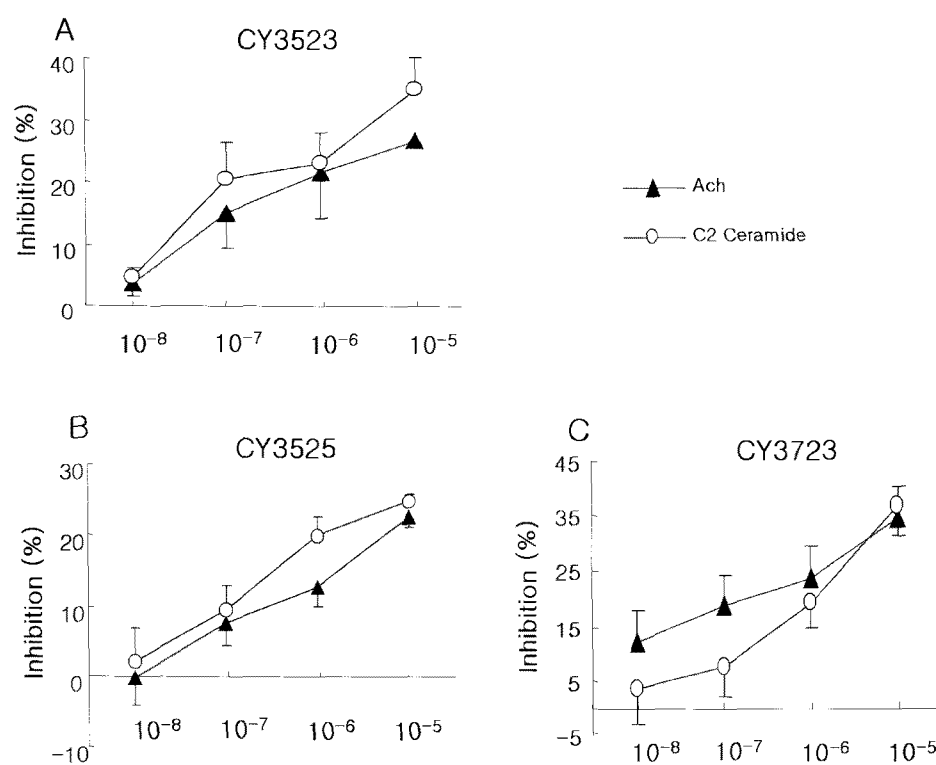 A
CY3523
Inhibition (%)
40
30
20
10
0
10⁻⁸ 10⁻⁷ 10⁻⁶ 10⁻⁵
Ach
C2 Ceramide
B
CY3525
Inhibition (%)
30
20
10
0
−10
10⁻⁸ 10⁻⁷ 10⁻⁶ 10⁻⁵
C
CY3723
Inhibition (%)
45
35
25
15
5
−5
10⁻⁸ 10⁻⁷ 10⁻⁶ 10⁻⁵